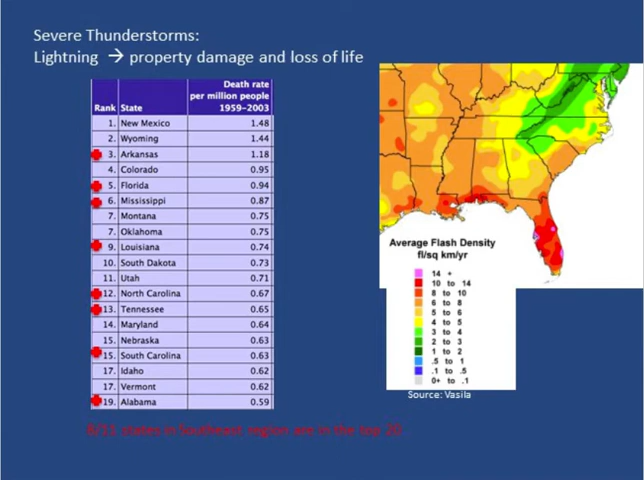 Severe Thunderstorms:
Lightning → property damage and loss of life
Rank State Death rate per million people 1959–2003
1. New Mexico 1.48
2. Wyoming 1.44
3. Arkansas 1.18
4. Colorado 0.95
5. Florida 0.94
6. Mississippi 0.87
7. Montana 0.75
7. Oklahoma 0.75
9. Louisiana 0.74
10. South Dakota 0.73
11. Utah 0.71
12. North Carolina 0.67
13. Tennessee 0.65
14. Maryland 0.64
15. Nebraska 0.63
15. South Carolina 0.63
17. Idaho 0.62
17. Vermont 0.62
19. Alabama 0.59
Average Flash Density
fl/sq km/yr
14 +
10 to 14
8 to 10
6 to 8
5 to 6
4 to 5
3 to 4
2 to 3
1 to 2
.5 to 1
.1 to .5
0+ to .1
Source: Vasila
states in Southeast region are in the top 20